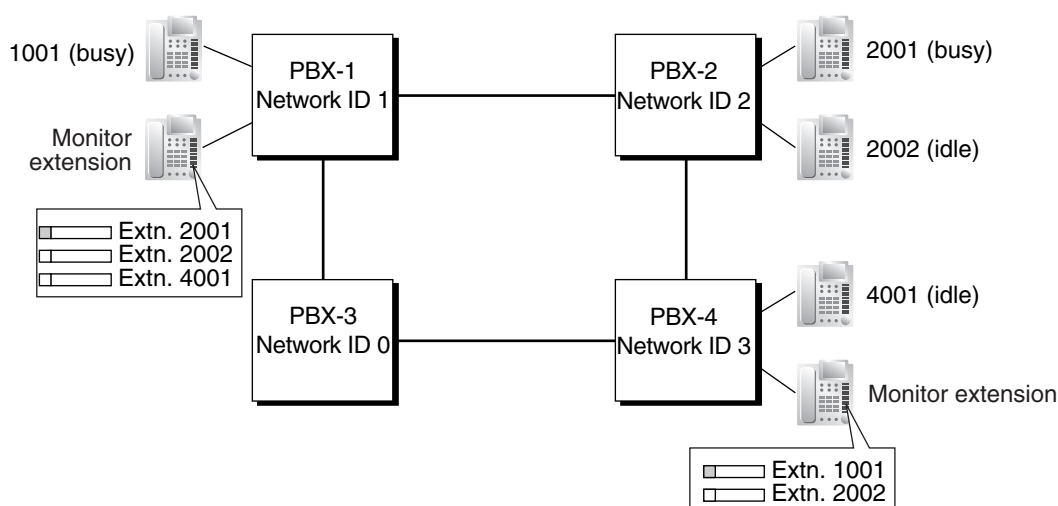 1001 (busy)
PBX-1
Network ID 1
PBX-2
Network ID 2
2001 (busy)
Monitor
extension
2002 (idle)
Extn. 2001
Extn. 2002
Extn. 4001
PBX-3
Network ID 0
PBX-4
Network ID 3
4001 (idle)
Monitor extension
Extn. 1001
Extn. 2002